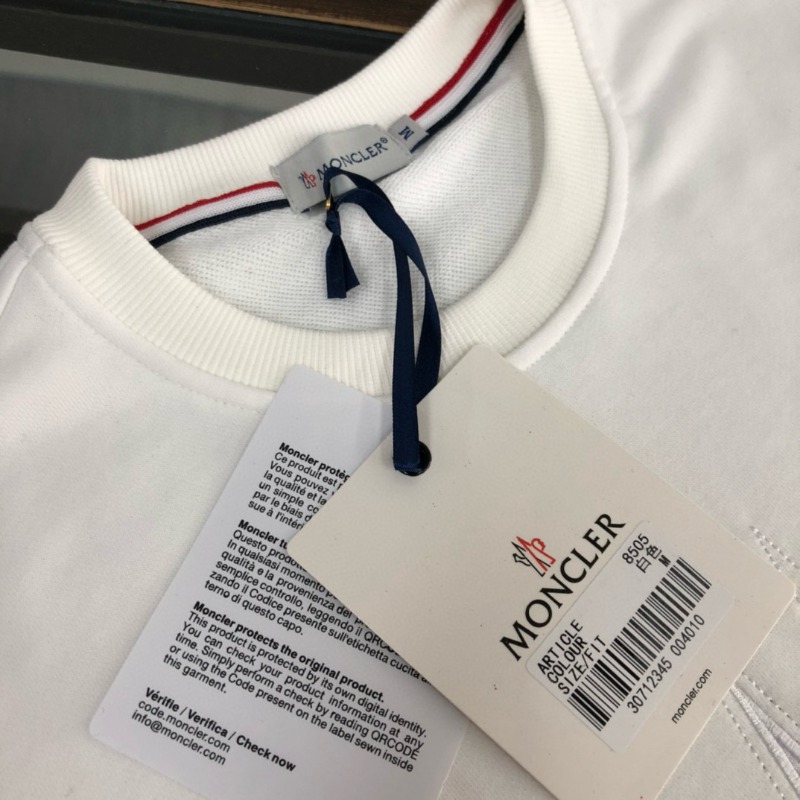 MONCLER®
M
Moncler protèg
Ce produit est
Vous pouvez
la qualité et la
un simple
par le biais
sue à l'intéri
Moncler tu
Questo prodo
In qualsiasi momento
qualità e la provenienza del
semplice controllo, leggendo il QRCO
zando il Codice presente sull'etichetta cucita
terno di questo capo.
Moncler protects the original product.
This product is protected by its own digital identity.
You can check your product information at any
time. Simply perform a check by reading QRCODE
or using the Code present on the label sewn inside
this garment.
Vérifie / Verifica / Check now
code.moncler.com
info@moncler.com
MONCLER
ARTICLE 8505
COLOUR 白色
SIZE/FIT M
30712345 004010
moncler.com